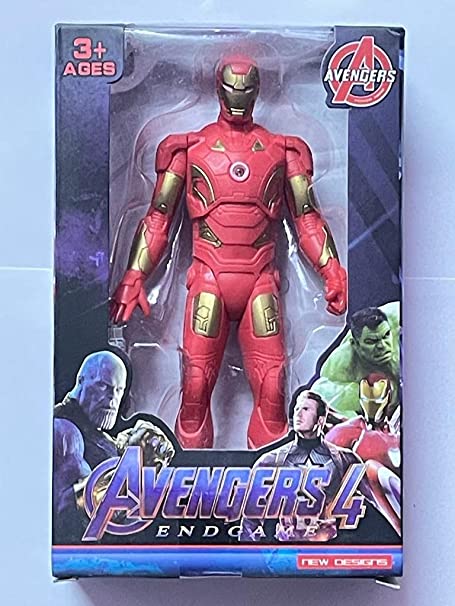 3+
AGES
AVENGERS
AVENGERS 4
ENDGAME
NEW DESIGNS